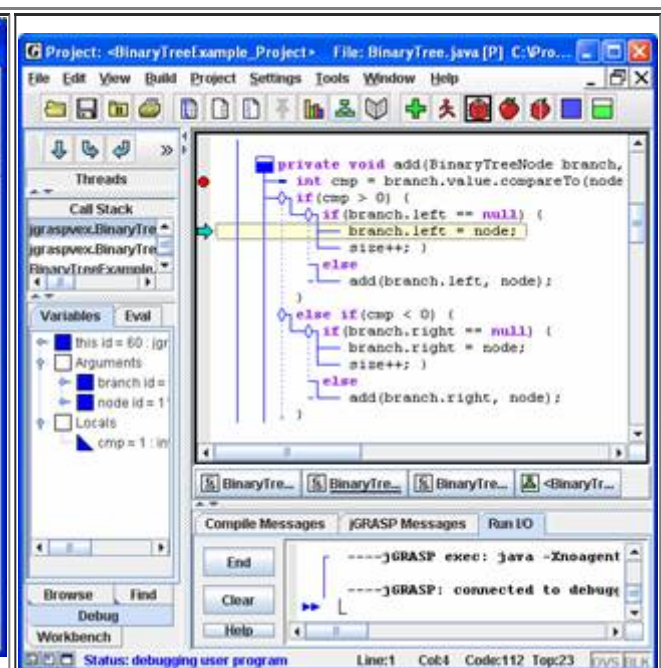 Project: <BinaryTreeExample_Project> File: BinaryTree.java [P] C:\Pro...
File Edit View Build Project Settings Tools Window Help
Threads
Call Stack
jgraspvex.BinaryTre
jgraspvex.BinaryTre
BinaryTreeExample.
Variables Eval
this id = 60 : jgr
Arguments
branch id =
node id = 1
Locals
cmp = 1 : in
Browse Find
Debug
Workbench
private void add(BinaryTreeNode branch,
int cmp = branch.value.compareTo(node
if(cmp > 0) {
if(branch.left == null) {
branch.left = node;
size++; }
else
add(branch.left, node);
}
else if(cmp < 0) {
if(branch.right == null) {
branch.right = node;
size++; }
else
add(branch.right, node);
}
BinaryTre... BinaryTre... BinaryTre... <BinaryTr...
Compile Messages jGRASP Messages Run I/O
End
Clear
Help
----jGRASP exec: java -Xnoagent
----jGRASP: connected to debugg
Status: debugging user program Line:1 Col:4 Code:112 Top:23 OVS BLK